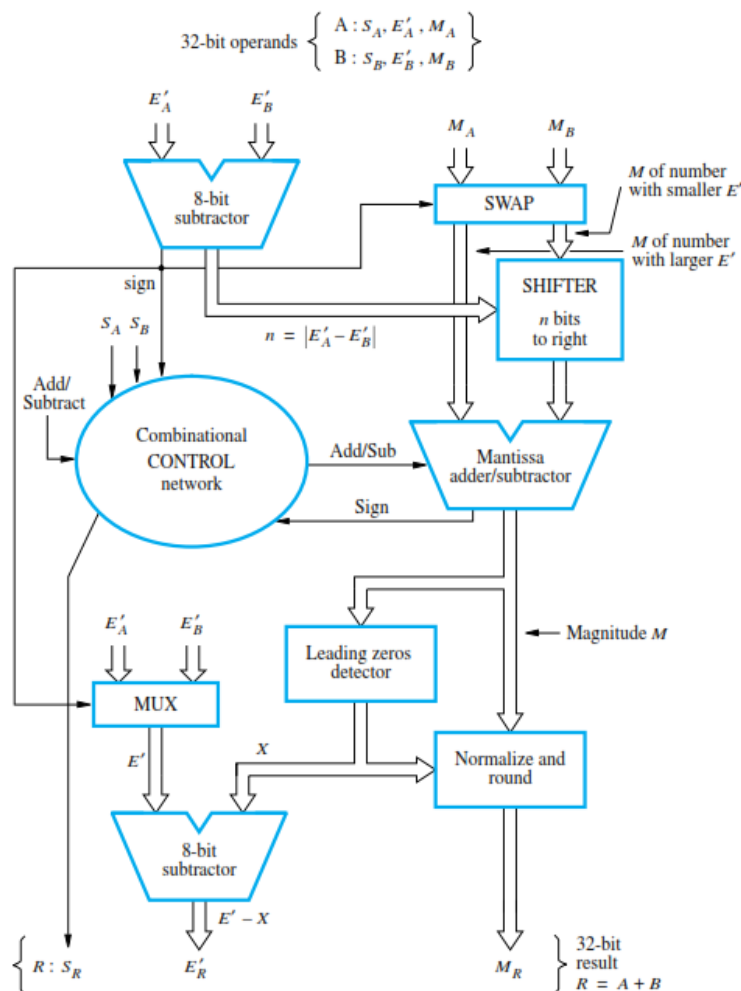 32-bit operands { A : S_A, E'_A, M_A
B : S_B, E'_B, M_B }
E'_A E'_B
M_A M_B
8-bit
subtractor
SWAP
M of number
with smaller E'
M of number
with larger E'
sign
SHIFTER
n bits
to right
n = |E'_A – E'_B|
S_A S_B
Add/
Subtract
Combinational
CONTROL
network
Add/Sub
Mantissa
adder/subtractor
Sign
E'_A E'_B
Leading zeros
detector
Magnitude M
MUX
E'
X
Normalize and
round
8-bit
subtractor
E' – X
{ R : S_R
E'_R
M_R
} 32-bit
result
R = A + B